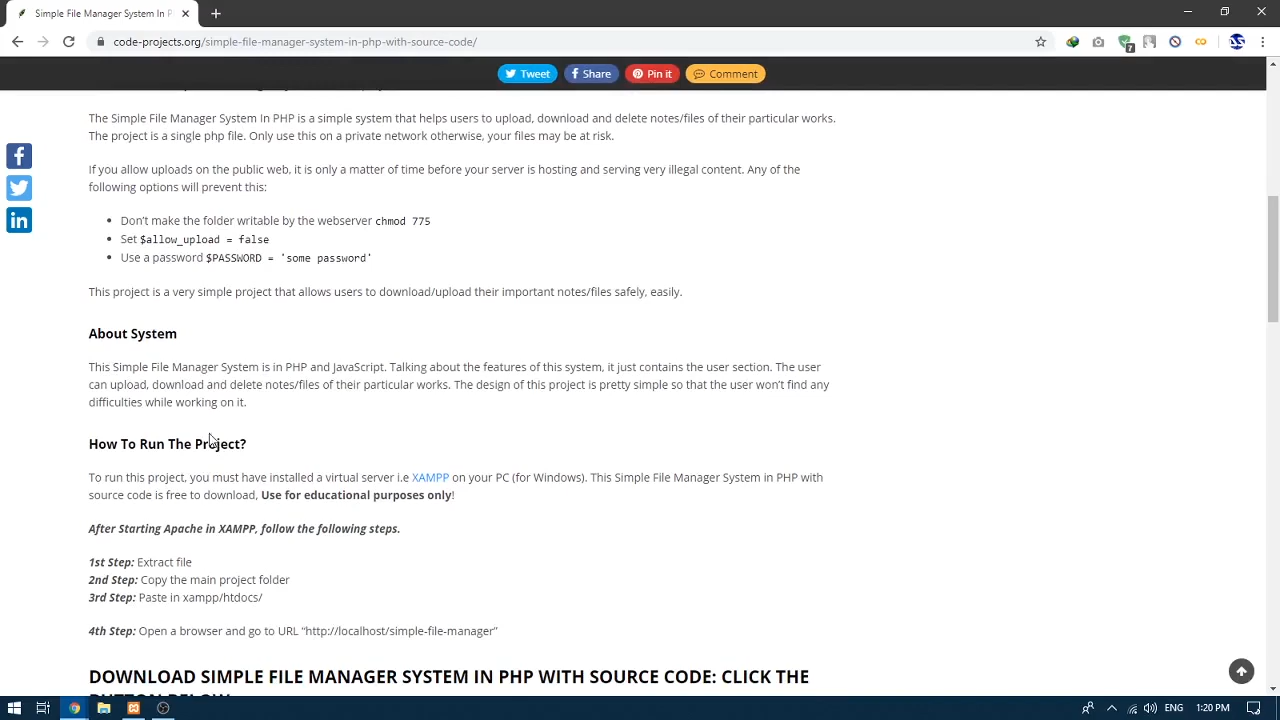 Simple File Manager System In P
code-projects.org/simple-file-manager-system-in-php-with-source-code/
7
Tweet
Share
Pin it
Comment
The Simple File Manager System In PHP is a simple system that helps users to upload, download and delete notes/files of their particular works.
The project is a single php file. Only use this on a private network otherwise, your files may be at risk.
If you allow uploads on the public web, it is only a matter of time before your server is hosting and serving very illegal content. Any of the
following options will prevent this:
Don’t make the folder writable by the webserver chmod 775
Set $allow_upload = false
Use a password $PASSWORD = 'some password'
This project is a very simple project that allows users to download/upload their important notes/files safely, easily.
About System
This Simple File Manager System is in PHP and JavaScript. Talking about the features of this system, it just contains the user section. The user
can upload, download and delete notes/files of their particular works. The design of this project is pretty simple so that the user won’t find any
difficulties while working on it.
How To Run The Project?
To run this project, you must have installed a virtual server i.e XAMPP on your PC (for Windows). This Simple File Manager System in PHP with
source code is free to download, Use for educational purposes only!
After Starting Apache in XAMPP, follow the following steps.
1st Step: Extract file
2nd Step: Copy the main project folder
3rd Step: Paste in xampp/htdocs/
4th Step: Open a browser and go to URL “http://localhost/simple-file-manager”
DOWNLOAD SIMPLE FILE MANAGER SYSTEM IN PHP WITH SOURCE CODE: CLICK THE
BUTTON BELOW
ENG
1:20 PM